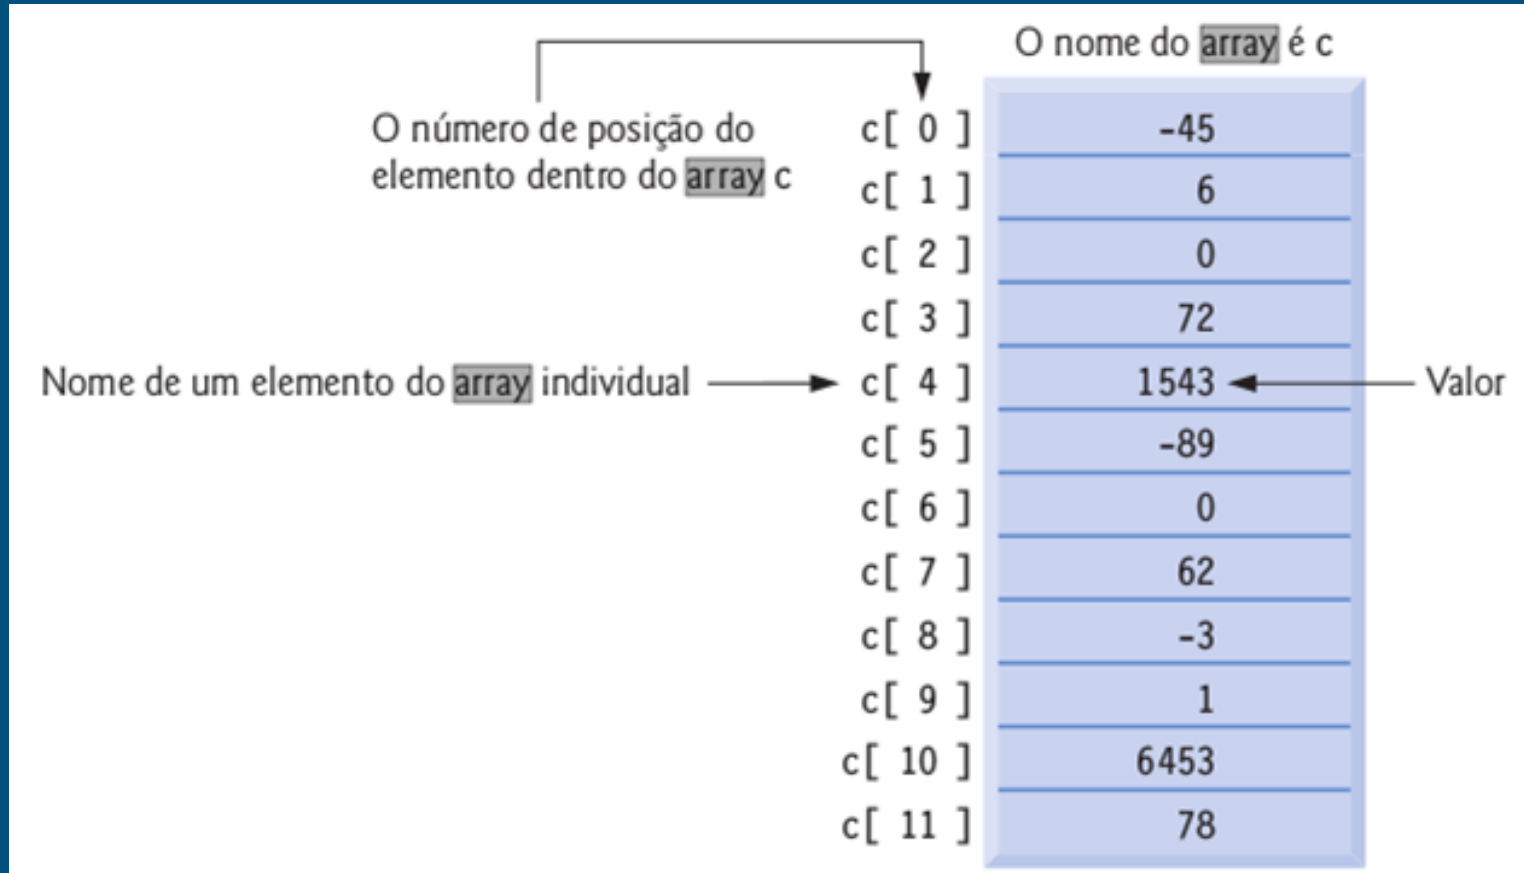 O nome do array é c
O número de posição do
elemento dentro do array c
c[ 0 ] -45
c[ 1 ] 6
c[ 2 ] 0
c[ 3 ] 72
Nome de um elemento do array individual c[ 4 ] 1543 Valor
c[ 5 ] -89
c[ 6 ] 0
c[ 7 ] 62
c[ 8 ] -3
c[ 9 ] 1
c[ 10 ] 6453
c[ 11 ] 78